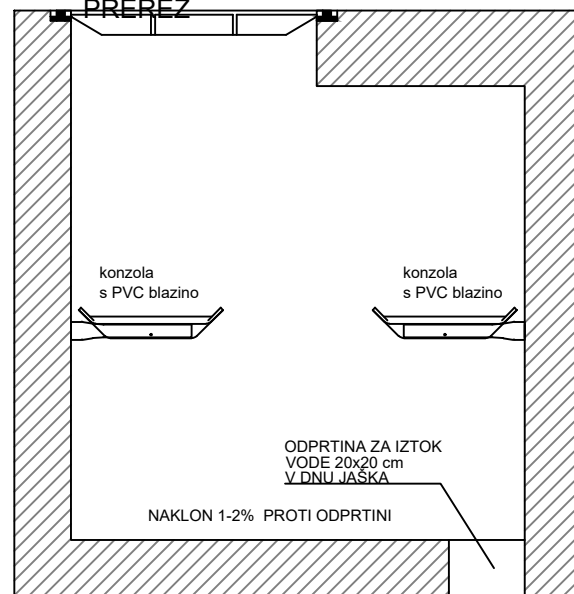 PREREZ
konzola
s PVC blazino
konzola
s PVC blazino
ODPRTINA ZA IZTOK
VODE 20x20 cm
V DNU JAŠKA
NAKLON 1-2% PROTI ODPRTINI